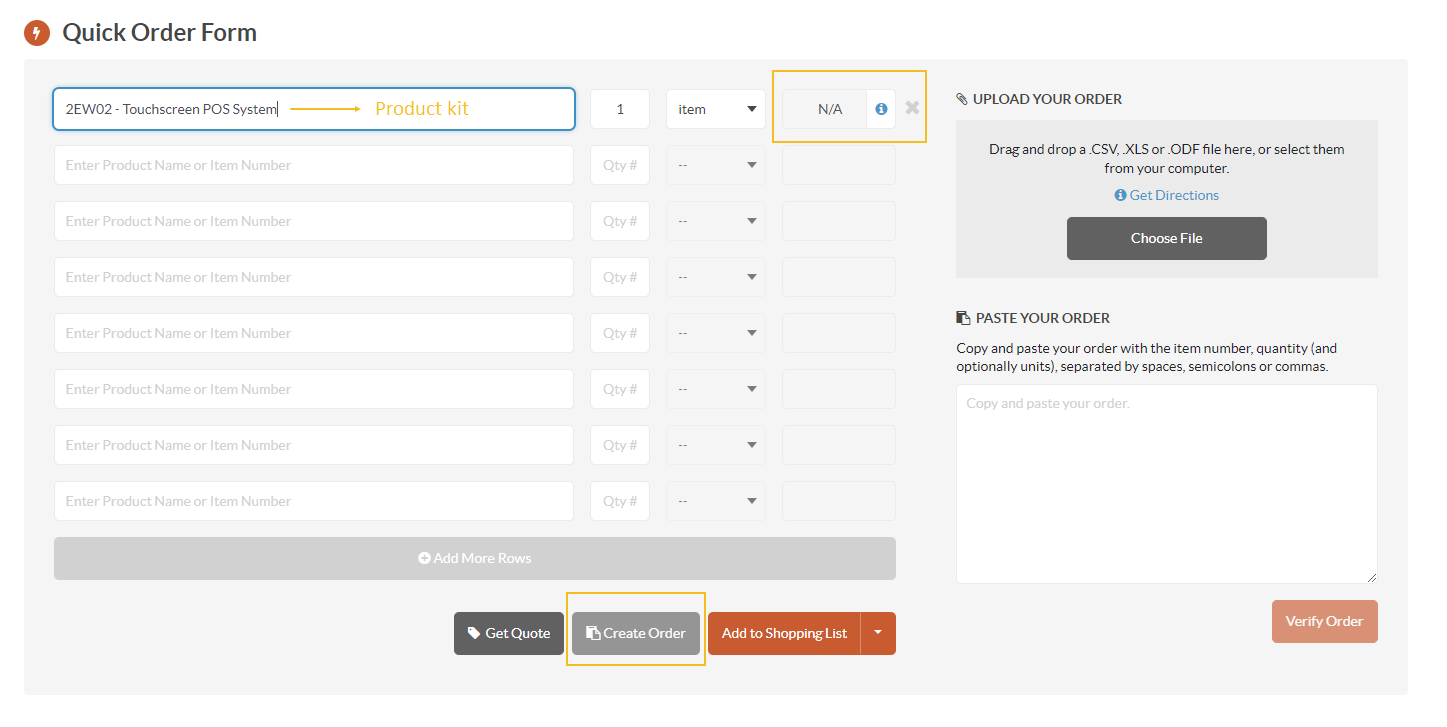 Quick Order Form
2EW02 - Touchscreen POS System Product kit 1 item N/A
Enter Product Name or Item Number Qty # --
Enter Product Name or Item Number Qty # --
Enter Product Name or Item Number Qty # --
Enter Product Name or Item Number Qty # --
Enter Product Name or Item Number Qty # --
Enter Product Name or Item Number Qty # --
Enter Product Name or Item Number Qty # --
Add More Rows
Get Quote Create Order Add to Shopping List
UPLOAD YOUR ORDER
Drag and drop a .CSV, .XLS or .ODF file here, or select them
from your computer.
Get Directions
Choose File
PASTE YOUR ORDER
Copy and paste your order with the item number, quantity (and
optionally units), separated by spaces, semicolons or commas.
Copy and paste your order.
Verify Order